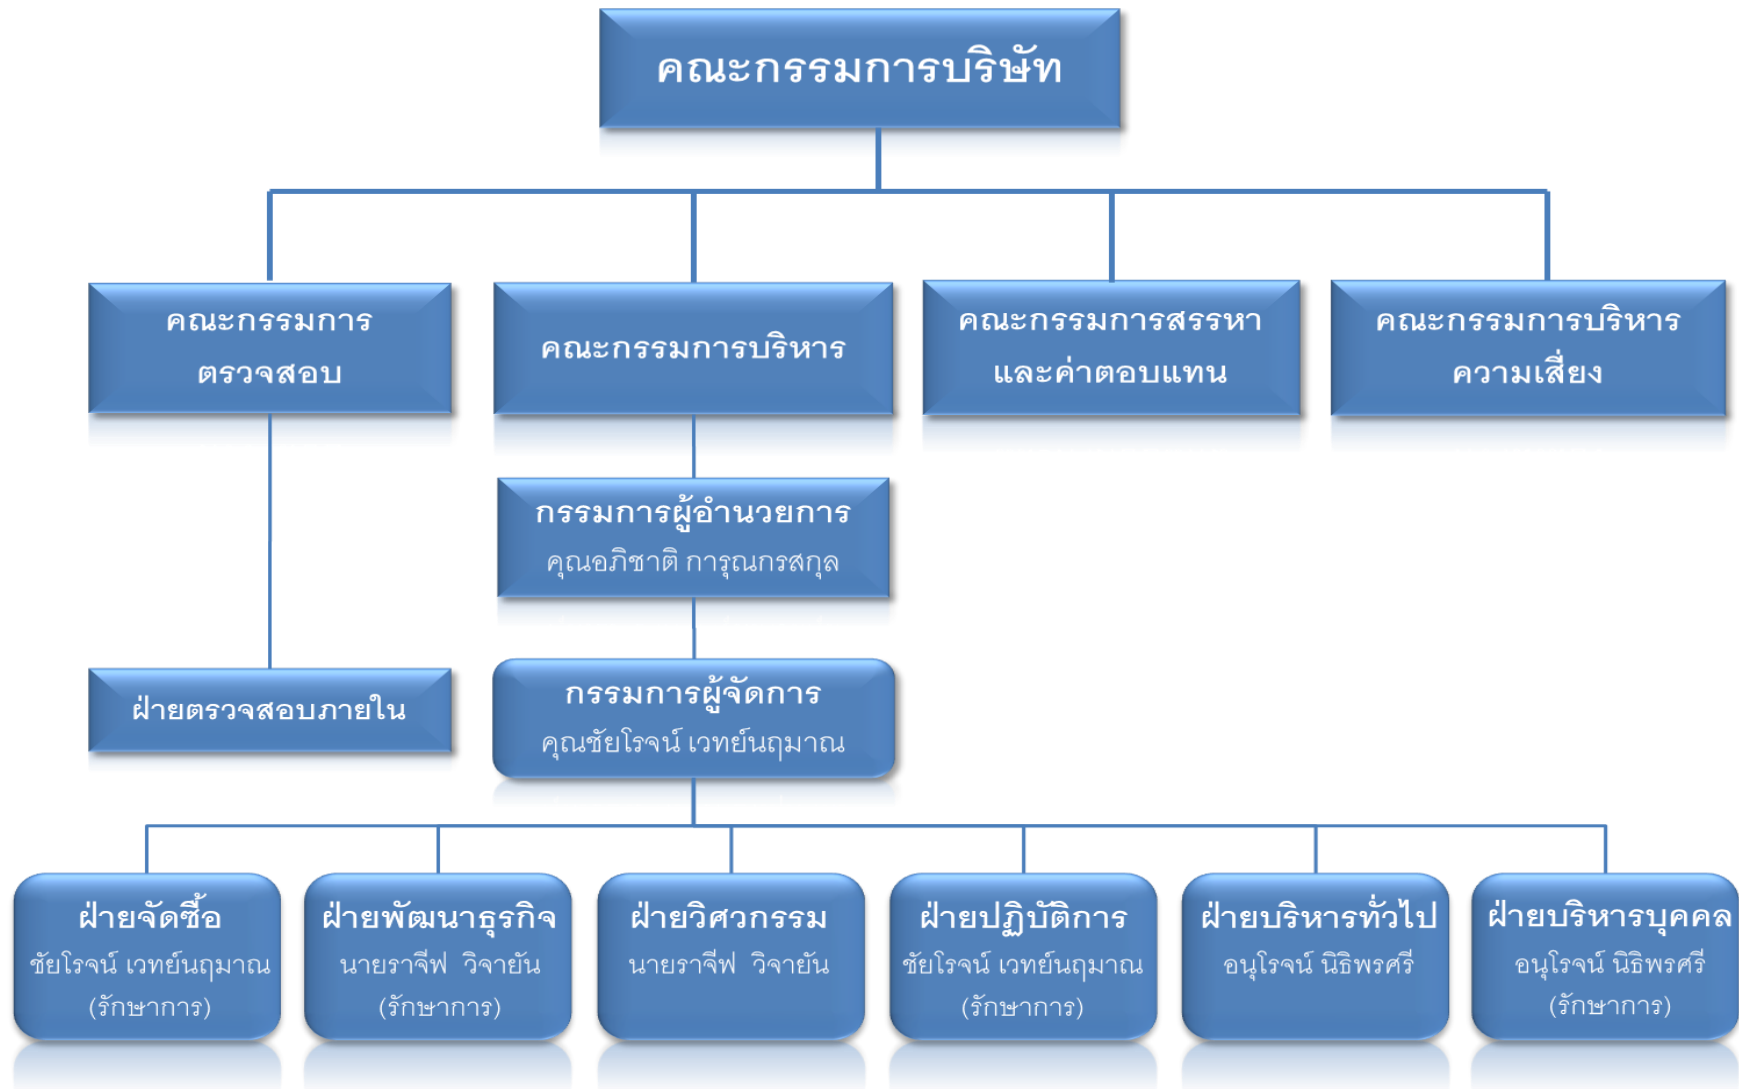 คณะกรรมการบริษัท
คณะกรรมการ
ตรวจสอบ
คณะกรรมการบริหาร
คณะกรรมการสรรหา
และค่าตอบแทน
คณะกรรมการบริหาร
ความเสี่ยง
กรรมการผู้อำนวยการ
คุณอภิชาติ การุณกรสกุล
ฝ่ายตรวจสอบภายใน
กรรมการผู้จัดการ
คุณชัยโรจน์ เวทย์นฤมาณ
ฝ่ายจัดซื้อ
ชัยโรจน์ เวทย์นฤมาณ
(รักษาการ)
ฝ่ายพัฒนาธุรกิจ
นายราจีฟ วิจายัน
(รักษาการ)
ฝ่ายวิศวกรรม
นายราจีฟ วิจายัน
ฝ่ายปฏิบัติการ
ชัยโรจน์ เวทย์นฤมาณ
(รักษาการ)
ฝ่ายบริหารทั่วไป
อนุโรจน์ นิธิพรศรี
ฝ่ายบริหารบุคคล
อนุโรจน์ นิธิพรศรี
(รักษาการ)